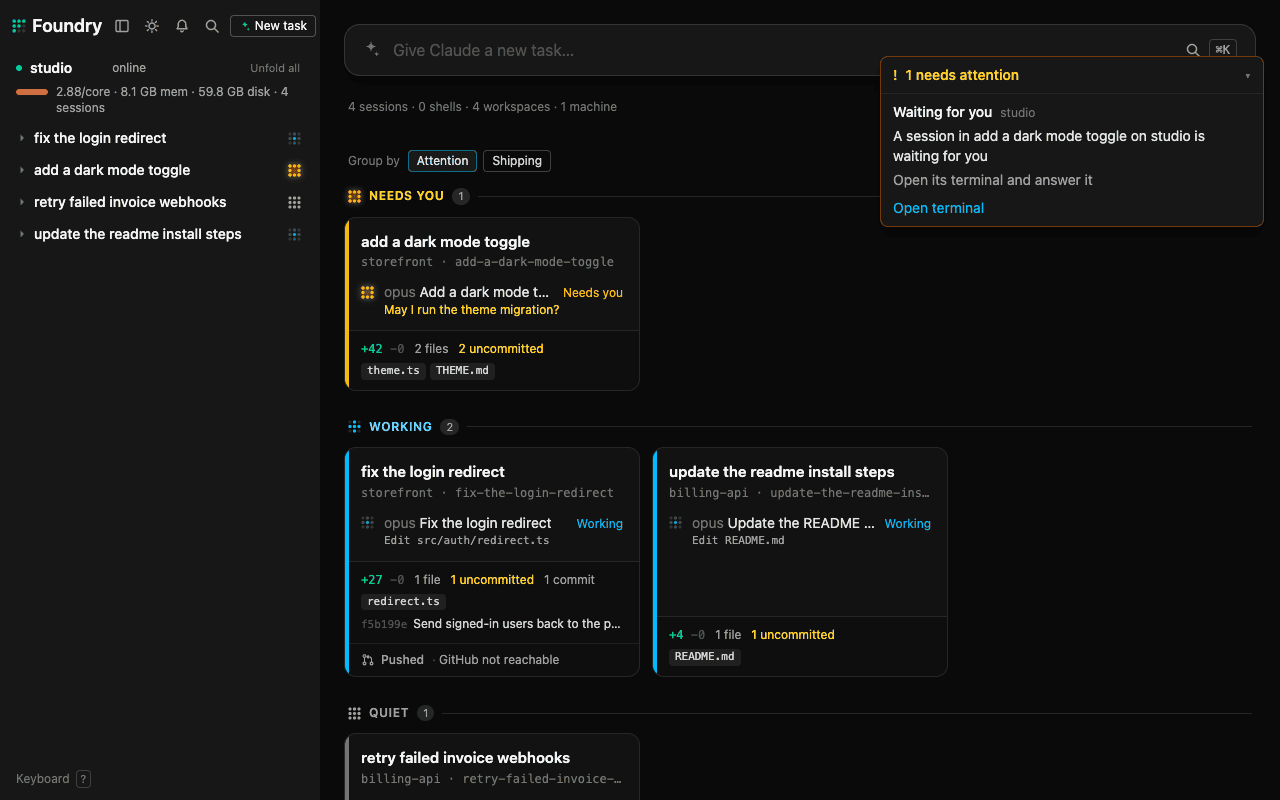 Foundry
New task
studio online Unfold all
2.88/core · 8.1 GB mem · 59.8 GB disk · 4
sessions
fix the login redirect
add a dark mode toggle
retry failed invoice webhooks
update the readme install steps
Keyboard ?
Give Claude a new task...
⌘K
4 sessions · 0 shells · 4 workspaces · 1 machine
Group by Attention Shipping
! 1 needs attention
Waiting for you studio
A session in add a dark mode toggle on studio is
waiting for you
Open its terminal and answer it
Open terminal
NEEDS YOU 1
add a dark mode toggle
storefront · add-a-dark-mode-toggle
opus Add a dark mode t... Needs you
May I run the theme migration?
+42 −0 2 files 2 uncommitted
theme.ts THEME.md
WORKING 2
fix the login redirect
storefront · fix-the-login-redirect
opus Fix the login redirect Working
Edit src/auth/redirect.ts
+27 −0 1 file 1 uncommitted 1 commit
redirect.ts
f5b199e Send signed-in users back to the p...
Pushed · GitHub not reachable
update the readme install steps
billing-api · update-the-readme-ins…
opus Update the README ... Working
Edit README.md
+4 −0 1 file 1 uncommitted
README.md
QUIET 1
retry failed invoice webhooks
billing-api · retry-failed-invoice-…